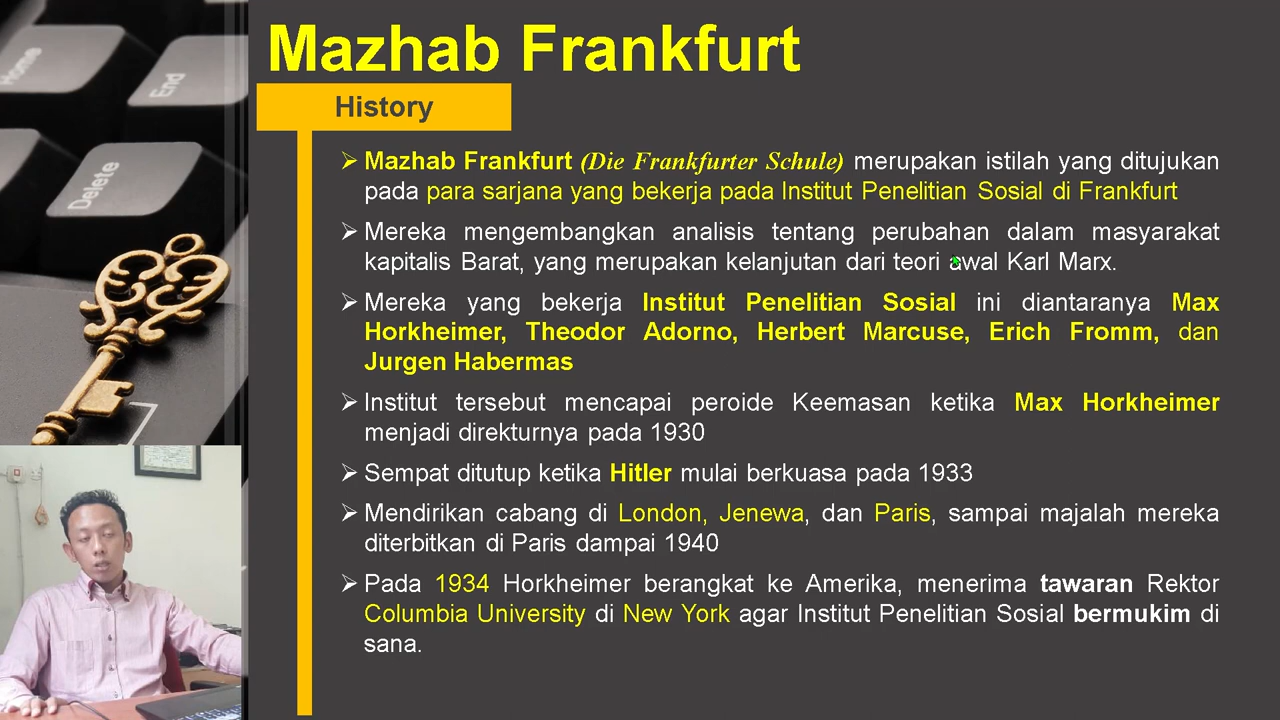 Mazhab Frankfurt
Home
End
Delete
History
➢ Mazhab Frankfurt (Die Frankfurter Schule) merupakan istilah yang ditujukan
pada para sarjana yang bekerja pada Institut Penelitian Sosial di Frankfurt
➢ Mereka mengembangkan analisis tentang perubahan dalam masyarakat
kapitalis Barat, yang merupakan kelanjutan dari teori awal Karl Marx.
➢ Mereka yang bekerja Institut Penelitian Sosial ini diantaranya Max
Horkheimer, Theodor Adorno, Herbert Marcuse, Erich Fromm, dan
Jurgen Habermas
➢ Institut tersebut mencapai peroide Keemasan ketika Max Horkheimer
menjadi direkturnya pada 1930
➢ Sempat ditutup ketika Hitler mulai berkuasa pada 1933
➢ Mendirikan cabang di London, Jenewa, dan Paris, sampai majalah mereka
diterbitkan di Paris dampai 1940
➢ Pada 1934 Horkheimer berangkat ke Amerika, menerima tawaran Rektor
Columbia University di New York agar Institut Penelitian Sosial bermukim di
sana.